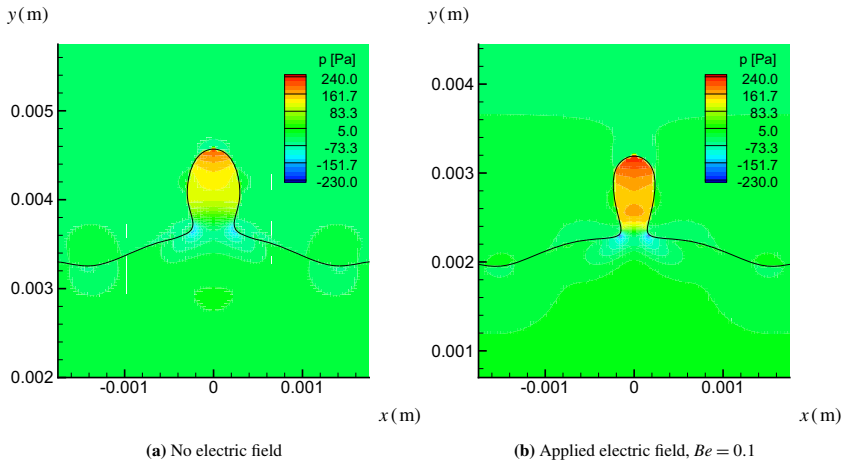 y(m)
p [Pa]
240.0
161.7
83.3
5.0
-73.3
-151.7
-230.0
0.005
0.004
0.003
0.002
-0.001 0 0.001
x(m)
(a) No electric field
y(m)
p [Pa]
240.0
161.7
83.3
5.0
-73.3
-151.7
-230.0
0.004
0.003
0.002
0.001
-0.001 0 0.001
x(m)
(b) Applied electric field, Be = 0.1